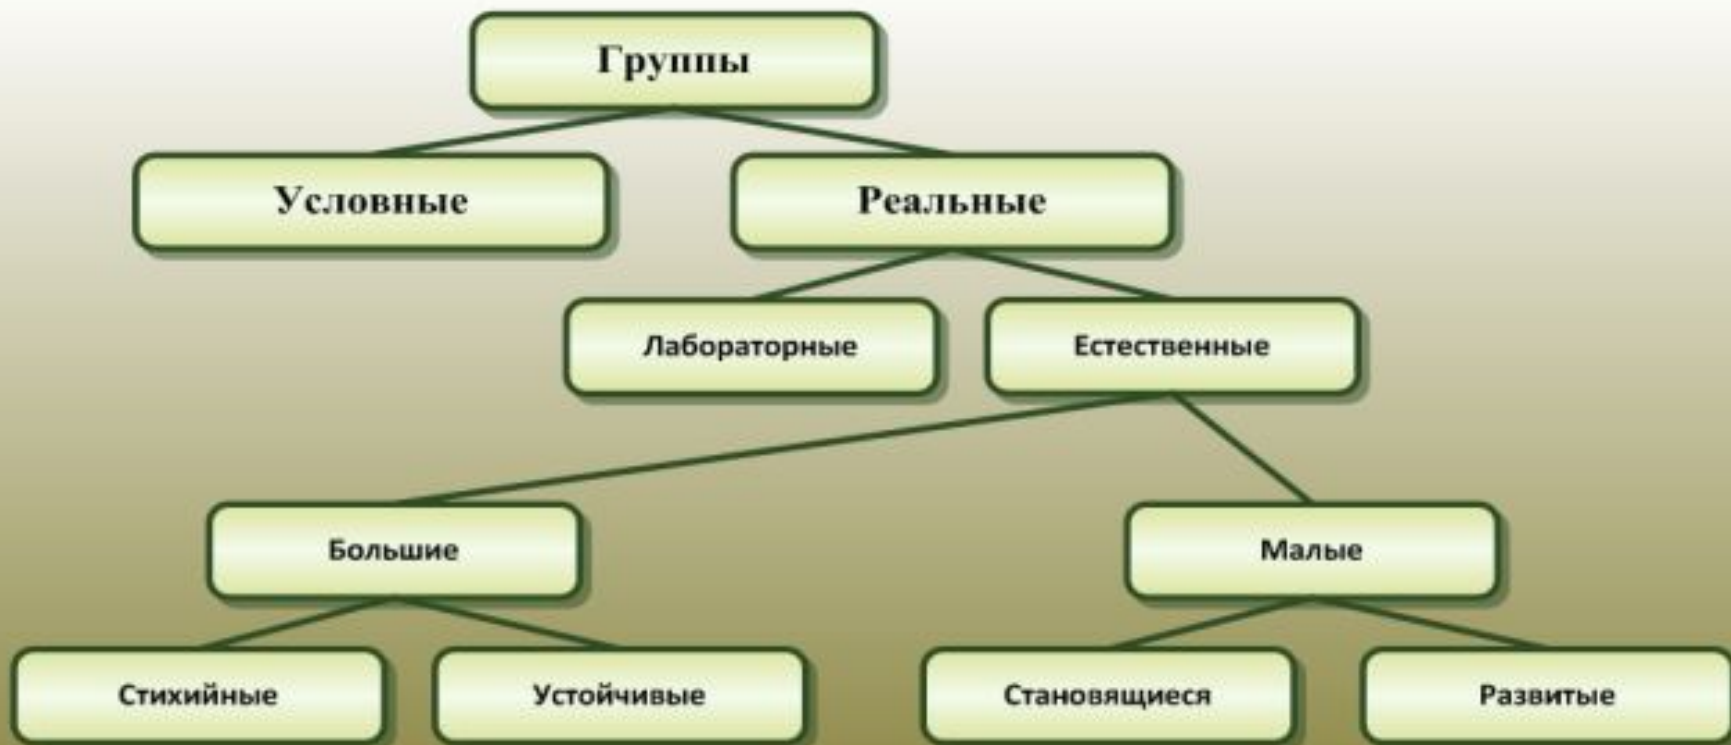 Группы
Условные
Реальные
Лабораторные
Естественные
Большие
Малые
Стихийные
Устойчивые
Становящиеся
Развитые